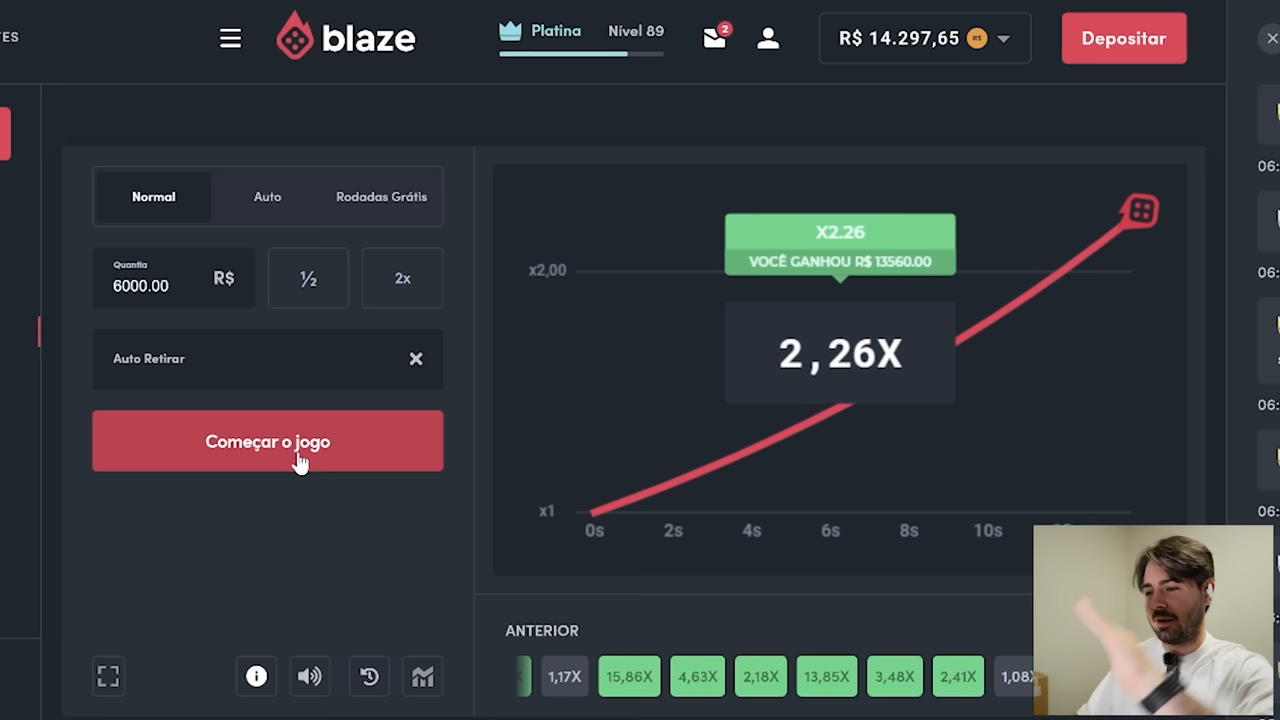 TES
blaze
Platina
Nível 89
2
R$ 14.297,65
R$
Depositar
Normal
Auto
Rodadas Grátis
Quantia
6000.00
R$
½
2x
Auto Retirar
Começar o jogo
X2.26
VOCÊ GANHOU R$ 13560.00
2,26X
x2,00
x1
0s
2s
4s
6s
8s
10s
ANTERIOR
1,17X
15,86X
4,63X
2,18X
13,85X
3,48X
2,41X
1,08X
06:
06:
06:
06: